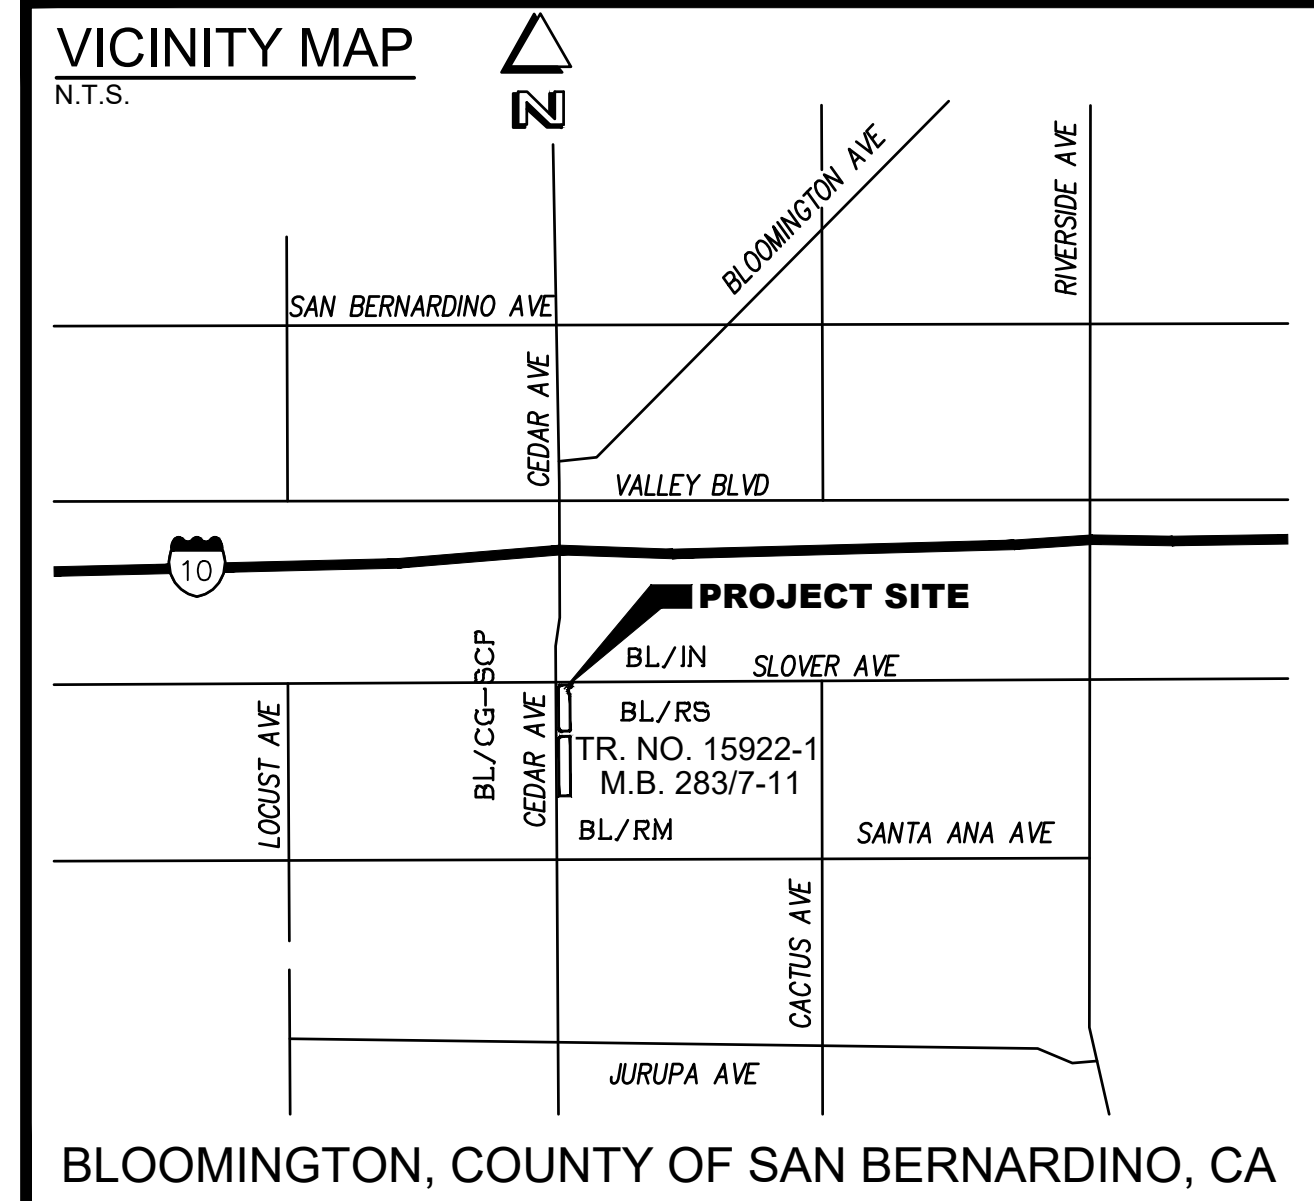 VICINITY MAP
N.T.S.
N
BLOOMINGTON AVE
RIVERSIDE AVE
SAN BERNARDINO AVE
CEDAR AVE
VALLEY BLVD
10
PROJECT SITE
BL/CG-SCP
BL/IN
SLOVER AVE
LOCUST AVE
CEDAR AVE
BL/RS
TR. NO. 15922-1
M.B. 283/7-11
BL/RM
SANTA ANA AVE
CACTUS AVE
JURUPA AVE
BLOOMINGTON, COUNTY OF SAN BERNARDINO, CA